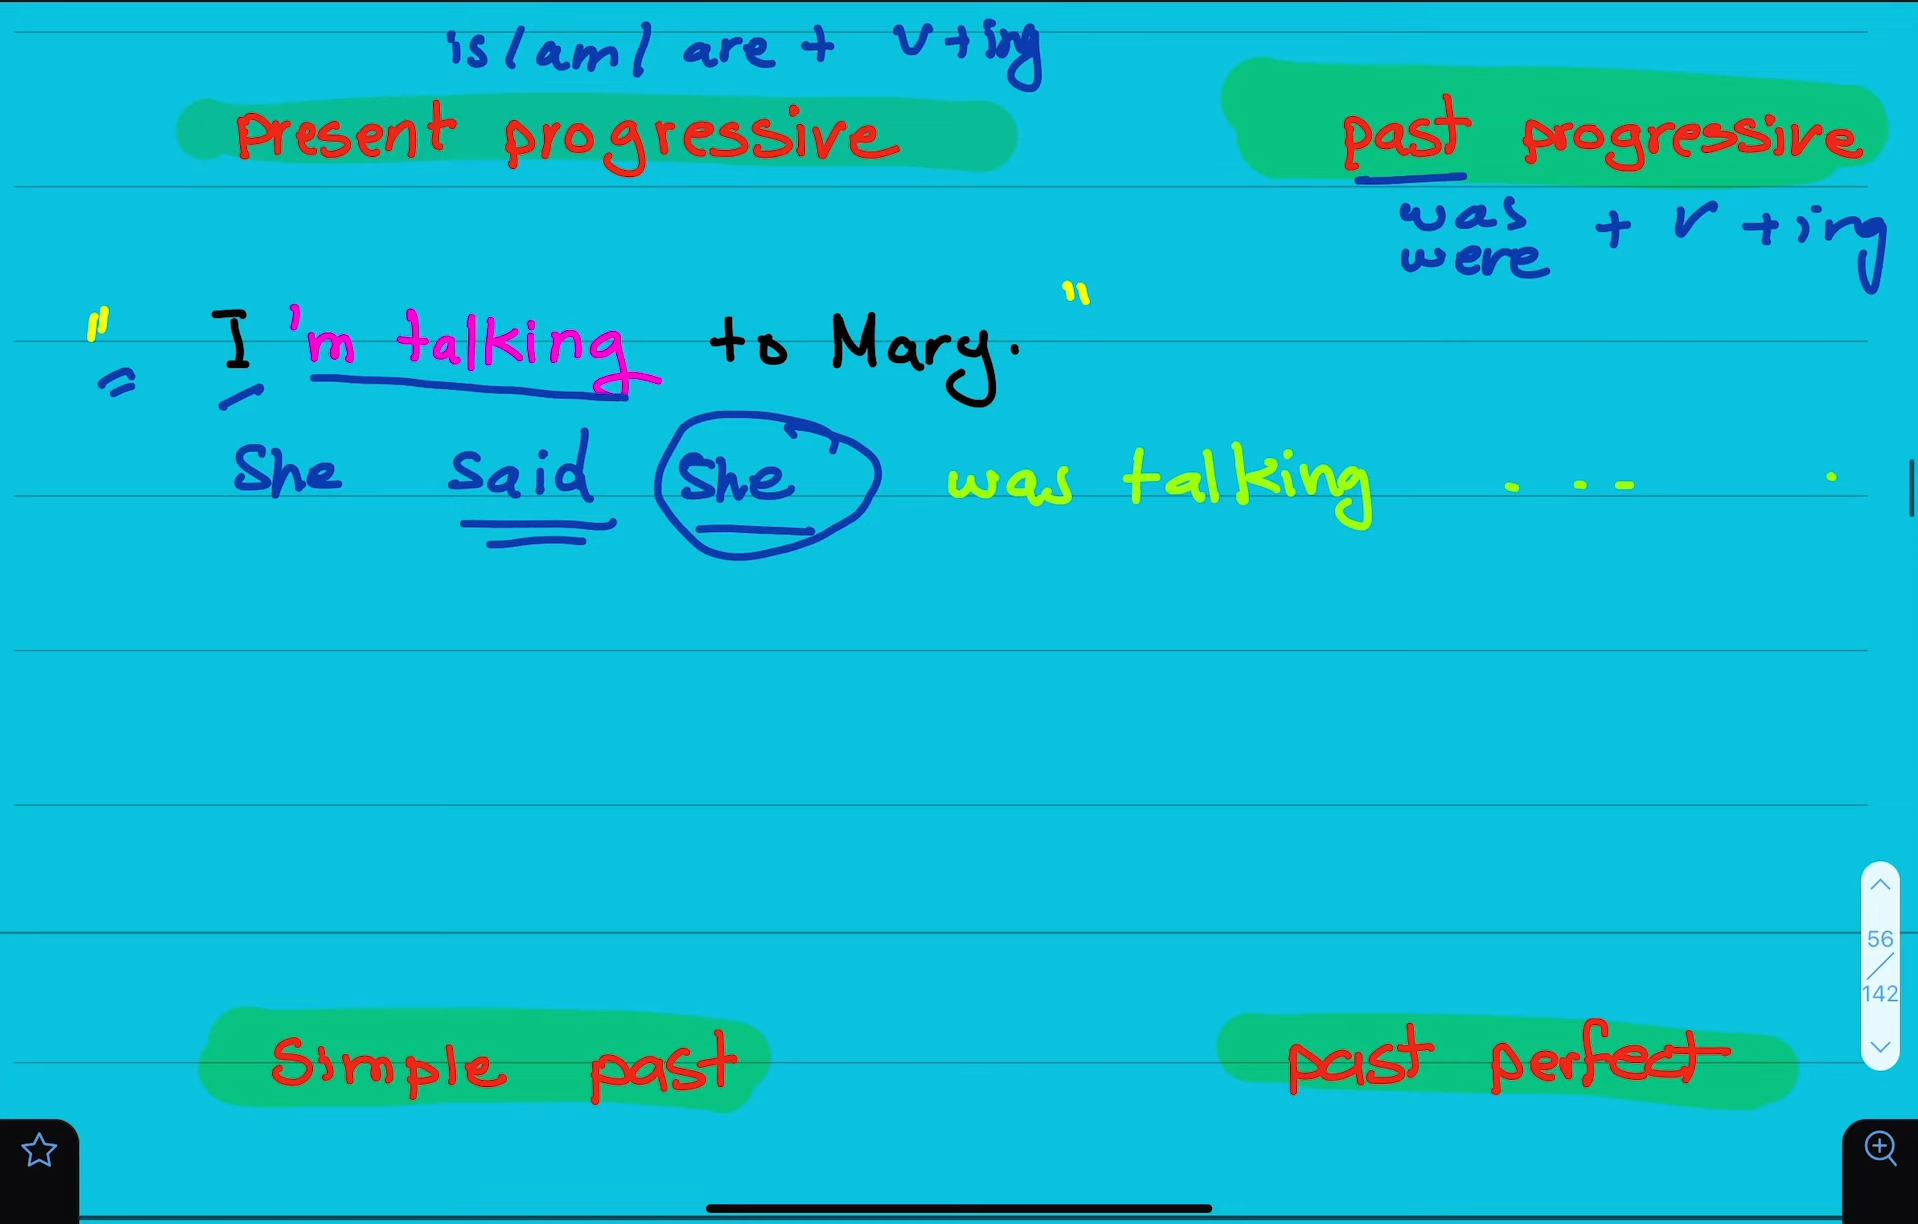 is/am/are + v+ing
present progressive past progressive
was
were + v +ing
" I'm talking to Mary."
She said she was talking ... .
56
/
142
Simple past past perfect